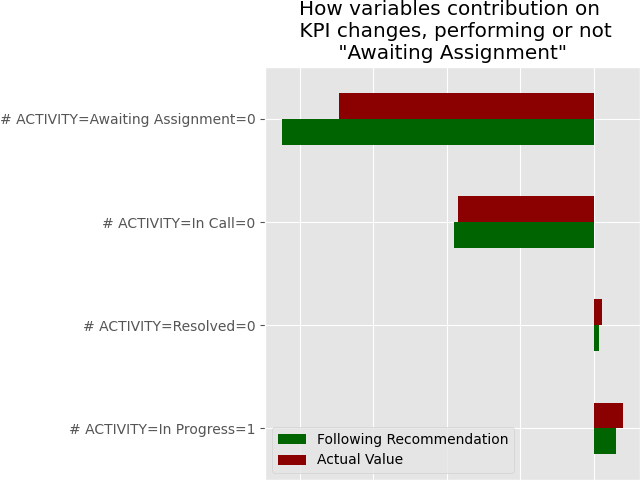 How variables contribution on
KPI changes, performing or not
"Awaiting Assignment"
# ACTIVITY=Awaiting Assignment=0
# ACTIVITY=In Call=0
# ACTIVITY=Resolved=0
# ACTIVITY=In Progress=1
Following Recommendation
Actual Value